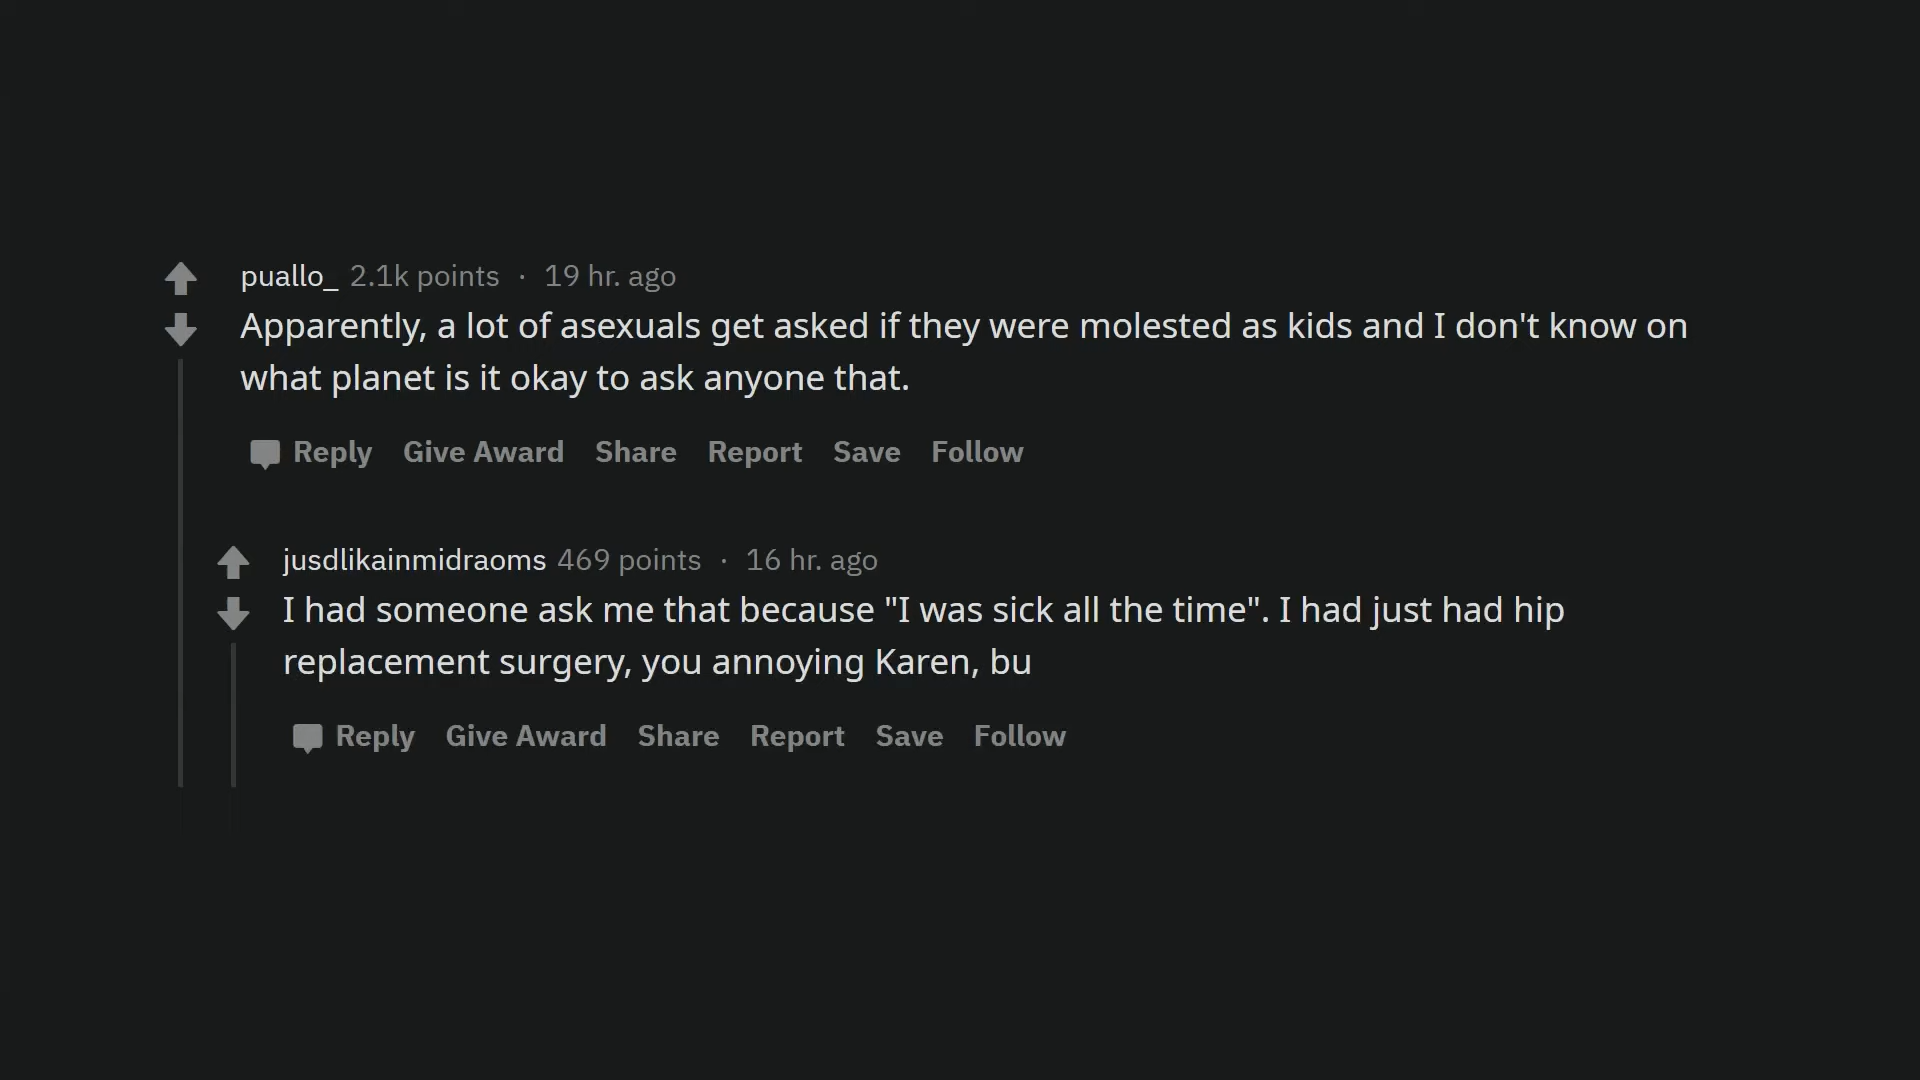 puallo_ 2.1k points · 19 hr. ago
Apparently, a lot of asexuals get asked if they were molested as kids and I don't know on
what planet is it okay to ask anyone that.
Reply Give Award Share Report Save Follow
jusdlikainmidraoms 469 points · 16 hr. ago
I had someone ask me that because "I was sick all the time". I had just had hip
replacement surgery, you annoying Karen, bu
Reply Give Award Share Report Save Follow